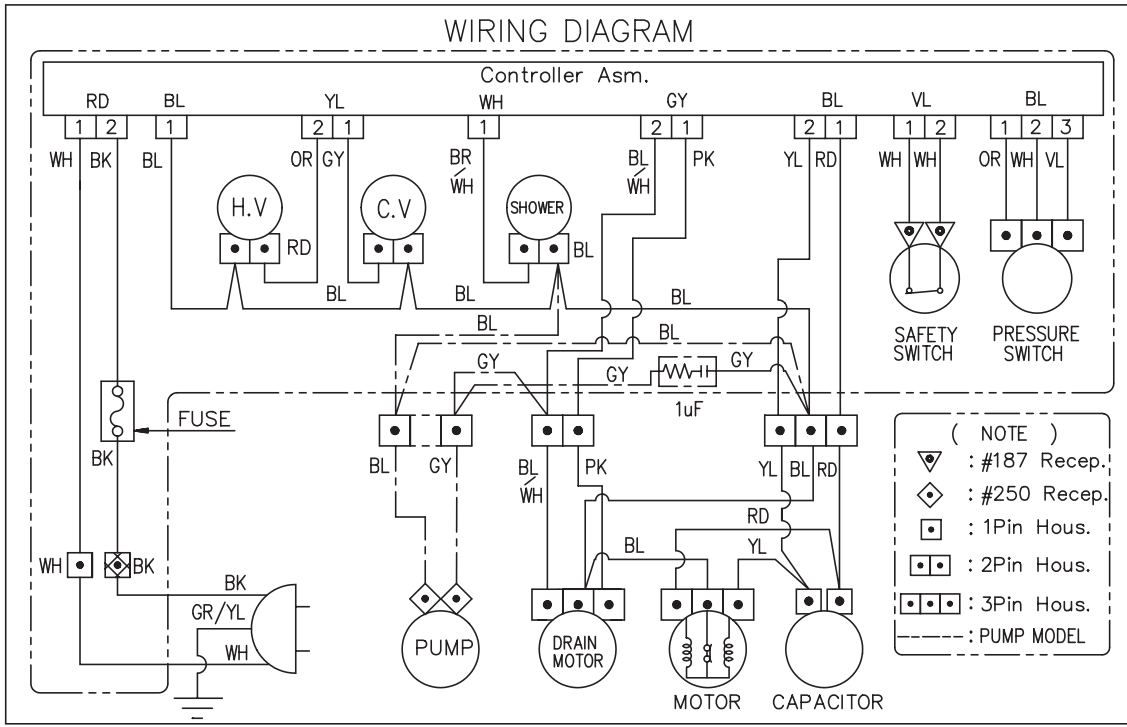 WIRING DIAGRAM
Controller Asm.
RD BL YL WH GY BL VL BL
1 2 1 2 1 1 2 1 2 1 1 2 1 2 3
WH BK BL OR GY BR/WH BL/WH PK YL RD WH WH OR WH VL
H.V C.V SHOWER
RD BL
BL BL BL
BL BL
SAFETY SWITCH
PRESSURE SWITCH
GY GY GY
1uF
FUSE
BK BL GY BL/WH PK YL BL RD
( NOTE )
: #187 Recep.
: #250 Recep.
: 1Pin Hous.
: 2Pin Hous.
: 3Pin Hous.
: PUMP MODEL
RD
BL YL
WH BK
BK
GR/YL
WH
PUMP
DRAIN MOTOR
MOTOR
CAPACITOR